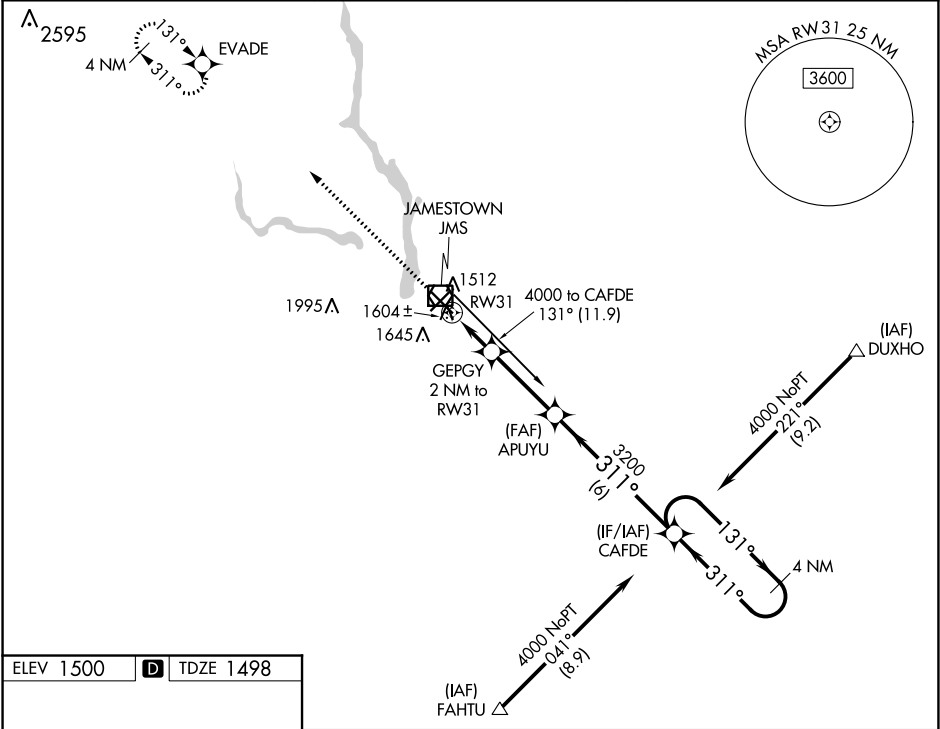 2595
131°
EVADE
4 NM
311°
MSA RW31 25 NM
3600
JAMESTOWN
JMS
1512
RW31
4000 to CAFDE
131° (11.9)
1995
1604 ±
1645
(IAF)
DUXHO
GEPGY
2 NM to
RW31
4000 NoPT
221°
(9.2)
(FAF)
APUYU
3200
311°
(6)
(IF/IAF)
CAFDE
131°
4 NM
311°
4000 NoPT
041°
(8.9)
(IAF)
FAHTU
ELEV 1500 D TDZE 1498